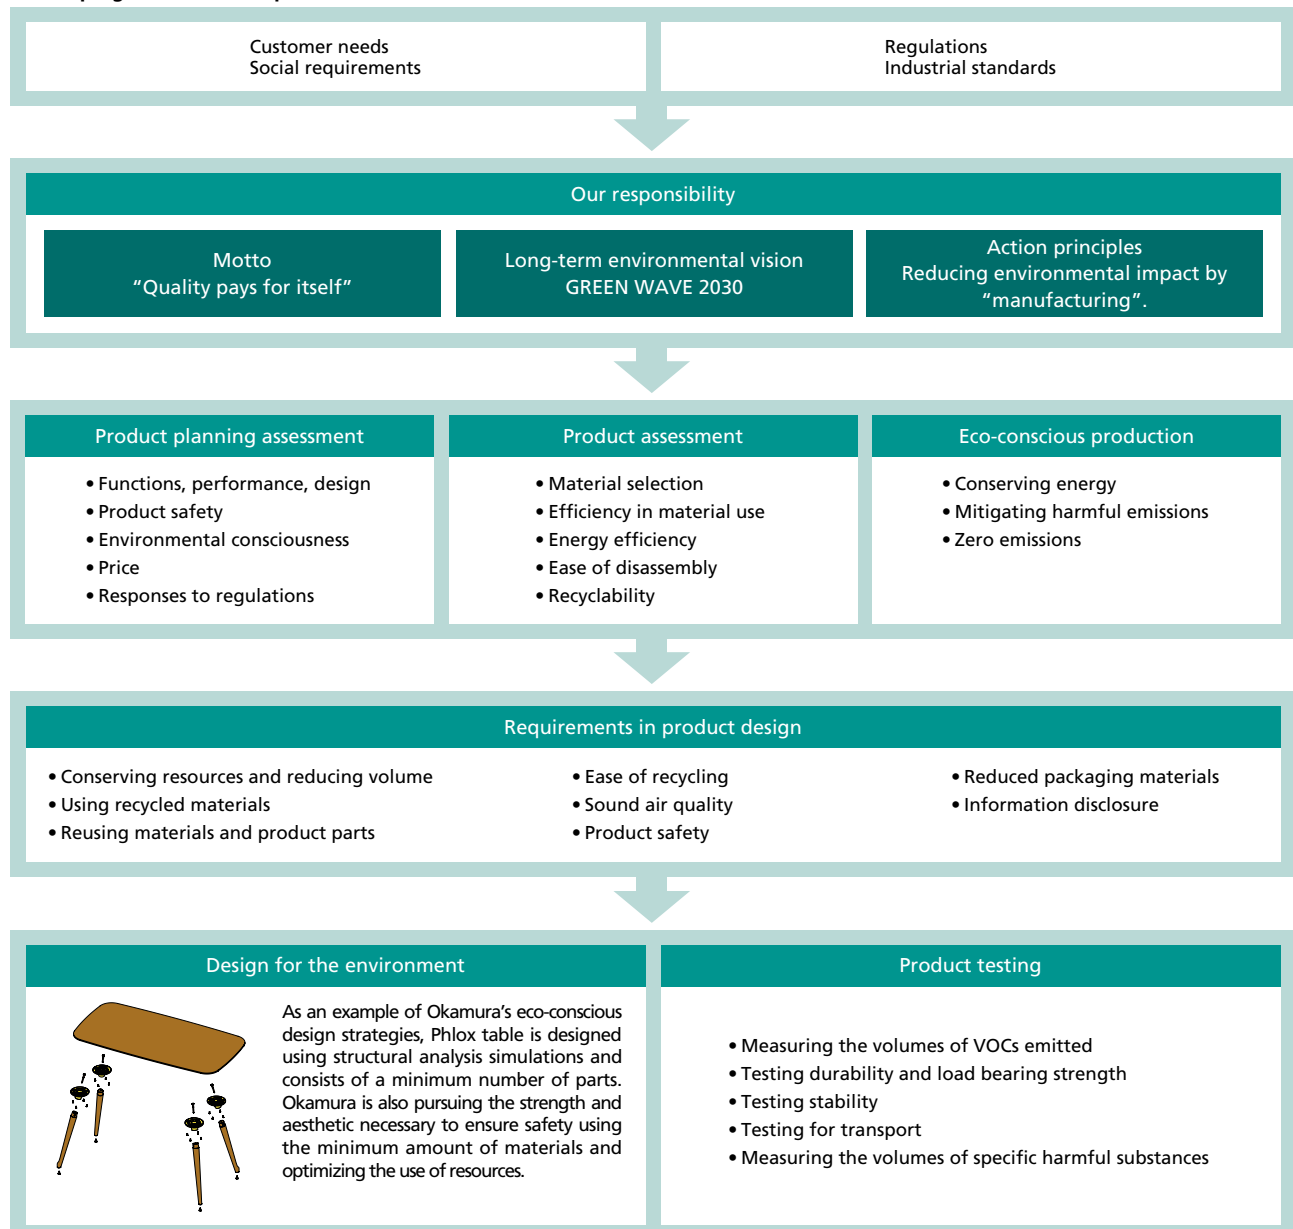 Customer needs
Social requirements
Regulations
Industrial standards
Our responsibility
Motto
“Quality pays for itself”
Long-term environmental vision
GREEN WAVE 2030
Action principles
Reducing environmental impact by
“manufacturing”.
Product planning assessment
• Functions, performance, design
• Product safety
• Environmental consciousness
• Price
• Responses to regulations
Product assessment
• Material selection
• Efficiency in material use
• Energy efficiency
• Ease of disassembly
• Recyclability
Eco-conscious production
• Conserving energy
• Mitigating harmful emissions
• Zero emissions
Requirements in product design
• Conserving resources and reducing volume
• Using recycled materials
• Reusing materials and product parts
• Ease of recycling
• Sound air quality
• Product safety
• Reduced packaging materials
• Information disclosure
Design for the environment
As an example of Okamura’s eco-conscious
design strategies, Phlox table is designed
using structural analysis simulations and
consists of a minimum number of parts.
Okamura is also pursuing the strength and
aesthetic necessary to ensure safety using
the minimum amount of materials and
optimizing the use of resources.
Product testing
• Measuring the volumes of VOCs emitted
• Testing durability and load bearing strength
• Testing stability
• Testing for transport
• Measuring the volumes of specific harmful substances